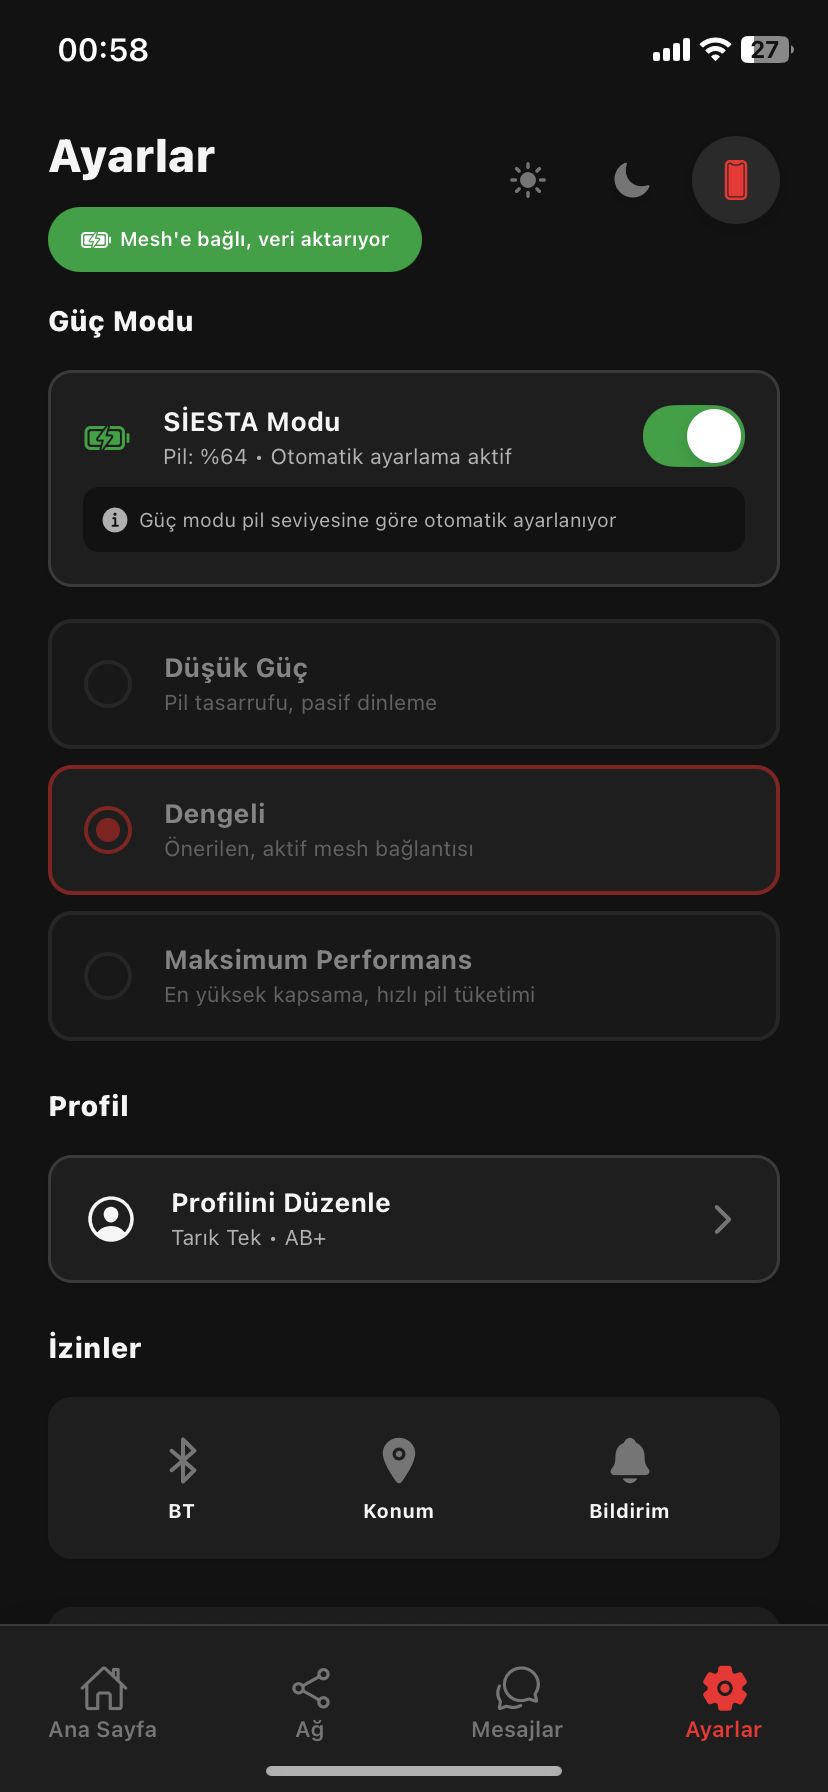 00:58
27
Ayarlar
Mesh'e bağlı, veri aktarıyor
Güç Modu
SİESTA Modu
Pil: %64 • Otomatik ayarlama aktif
Güç modu pil seviyesine göre otomatik ayarlanıyor
Düşük Güç
Pil tasarrufu, pasif dinleme
Dengeli
Önerilen, aktif mesh bağlantısı
Maksimum Performans
En yüksek kapsama, hızlı pil tüketimi
Profil
Profilini Düzenle
Tarık Tek • AB+
İzinler
BT
Konum
Bildirim
Ana Sayfa
Ağ
Mesajlar
Ayarlar